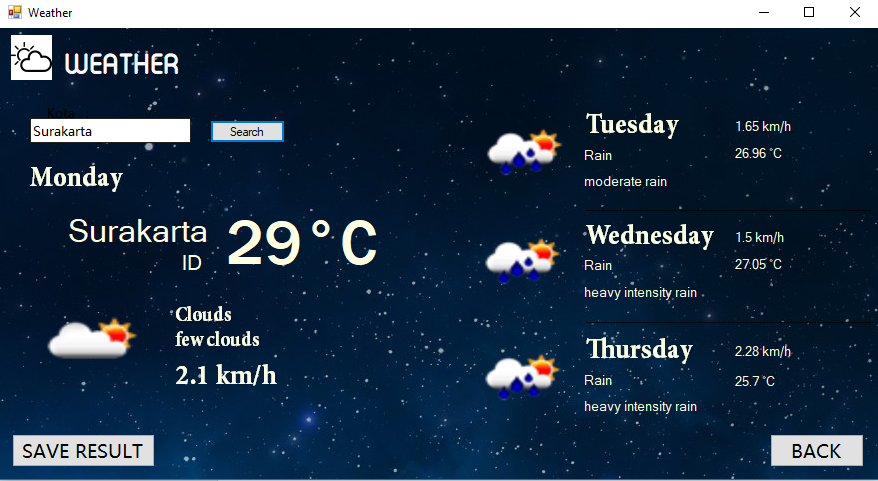 Weather
WEATHER
Kota :
Surakarta
Search
Monday
Surakarta
ID
29°C
Clouds
few clouds
2.1 km/h
Tuesday
1.65 km/h
Rain
26.96 °C
moderate rain
Wednesday
1.5 km/h
Rain
27.05 °C
heavy intensity rain
Thursday
2.28 km/h
Rain
25.7 °C
heavy intensity rain
SAVE RESULT
BACK